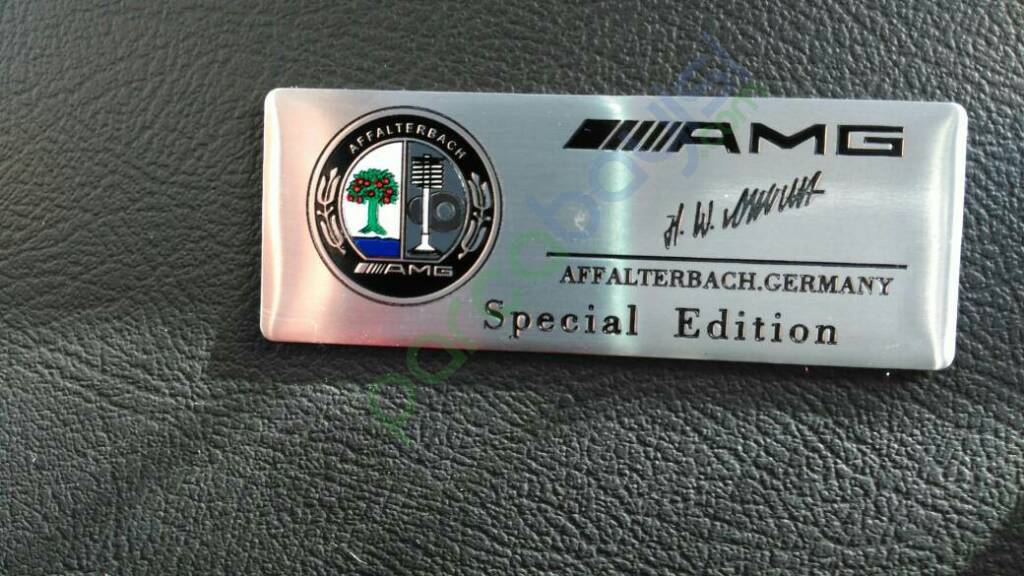 AFFALTERBACH
AMG
AMG
H. W.
AFFALTERBACH.GERMANY
Special Edition